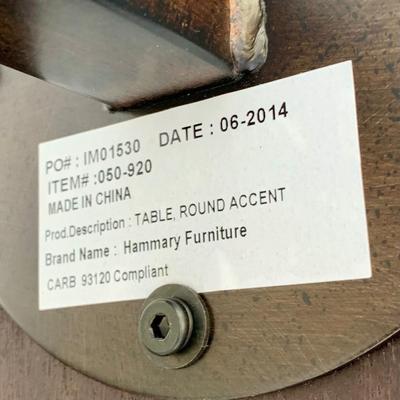 PO# : IM01530 DATE : 06-2014
ITEM# :050-920
MADE IN CHINA
Prod.Description : TABLE, ROUND ACCENT
Brand Name : Hammary Furniture
CARB 93120 Compliant